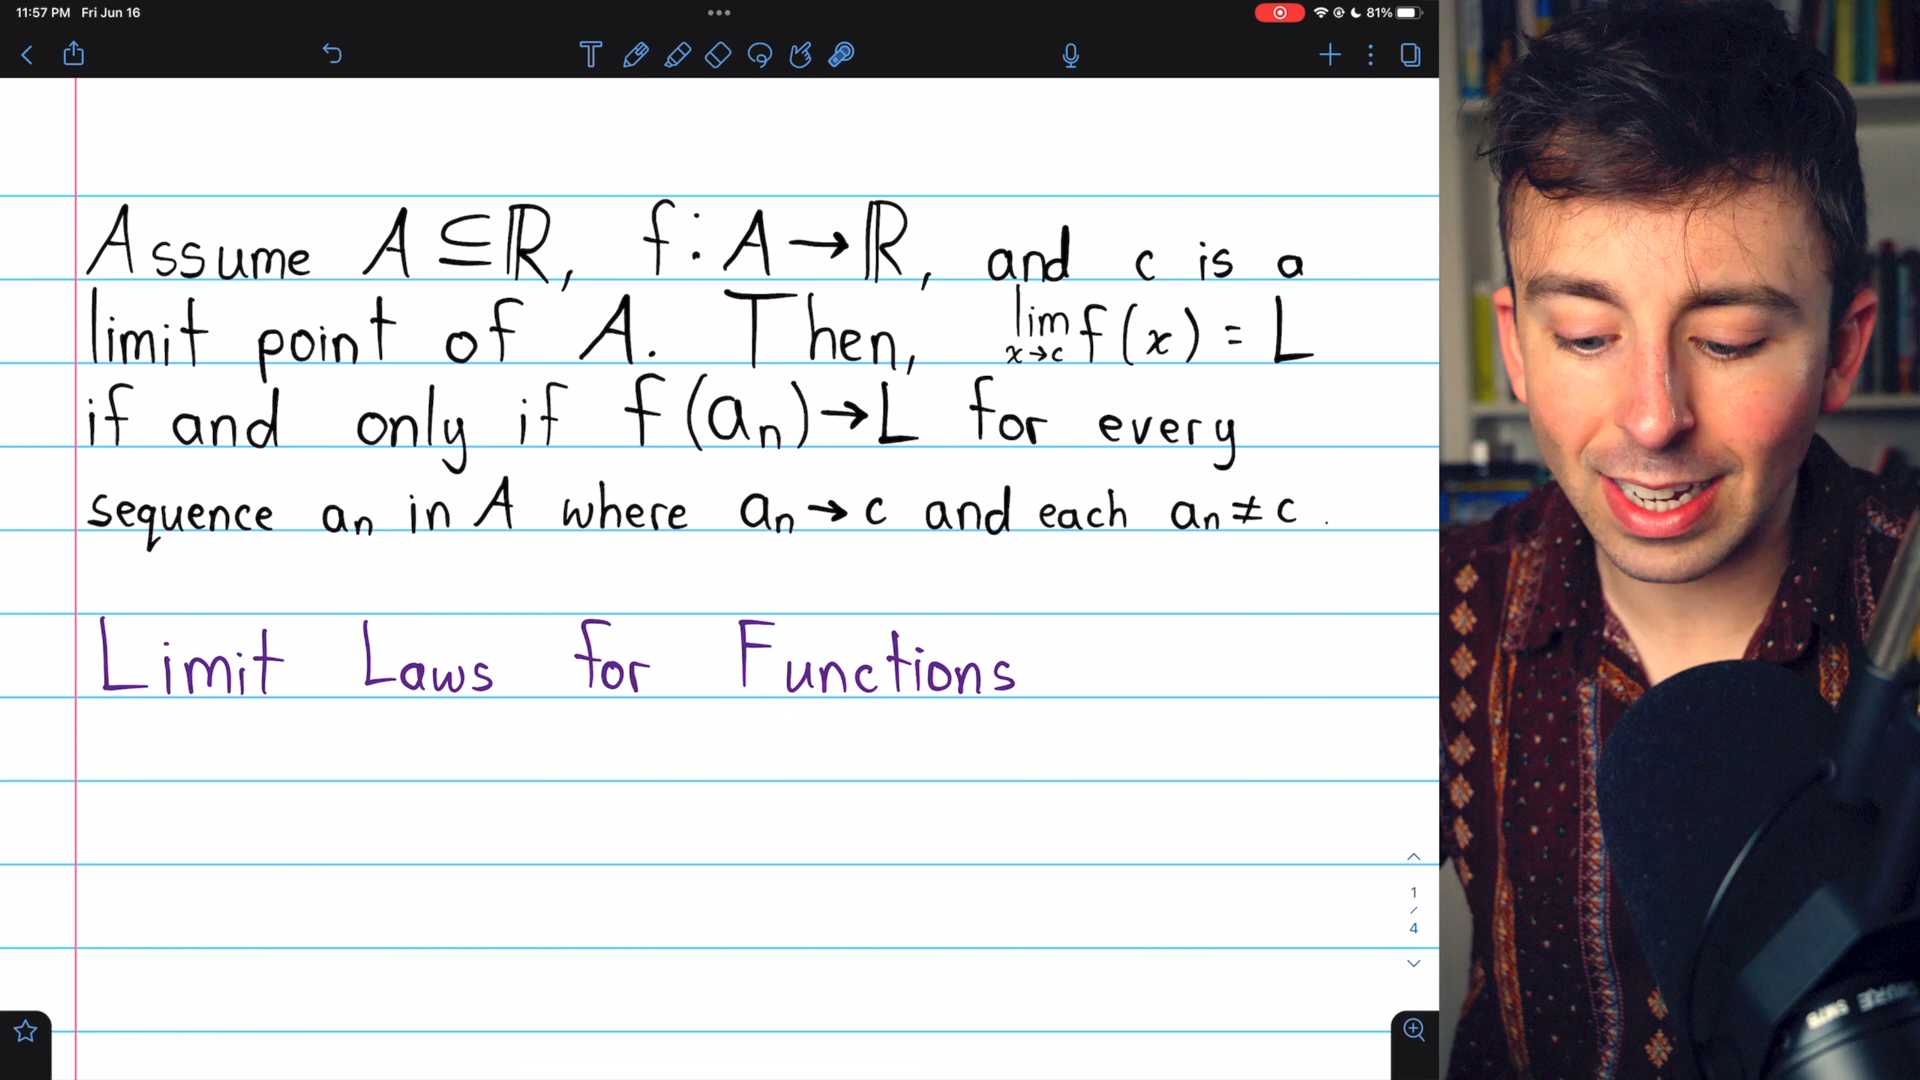 11:57 PM Fri Jun 16
81%
Assume A ⊆ ℝ, f : A → ℝ, and c is a
limit point of A. Then, lim x→c f(x) = L
if and only if f(an) → L for every
sequence an in A where an → c and each an ≠ c.
Limit Laws for Functions
1
/
4